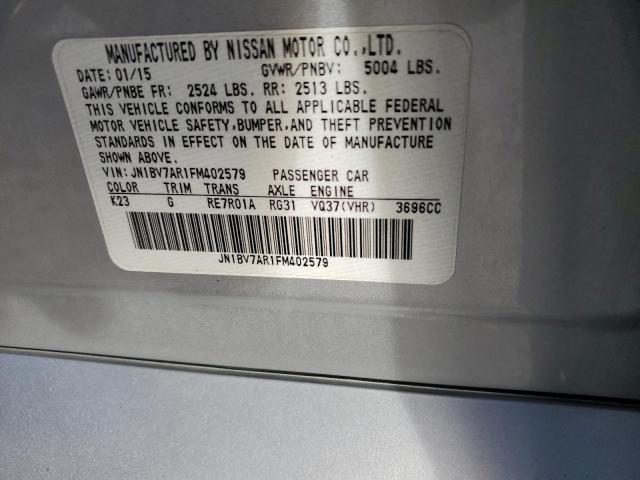 MANUFACTURED BY NISSAN MOTOR CO.,LTD.
DATE: 01/15 GVWR/PNBV: 5004 LBS.
GAWR/PNBE FR: 2524 LBS. RR: 2513 LBS.
THIS VEHICLE CONFORMS TO ALL APPLICABLE FEDERAL
MOTOR VEHICLE SAFETY,BUMPER,AND THEFT PREVENTION
STANDARDS IN EFFECT ON THE DATE OF MANUFACTURE
SHOWN ABOVE.
VIN: JN1BV7AR1FM402579 PASSENGER CAR
COLOR TRIM TRANS AXLE ENGINE
K23 G RE7R01A RG31 VQ37(VHR) 3696CC
JN1BV7AR1FM402579